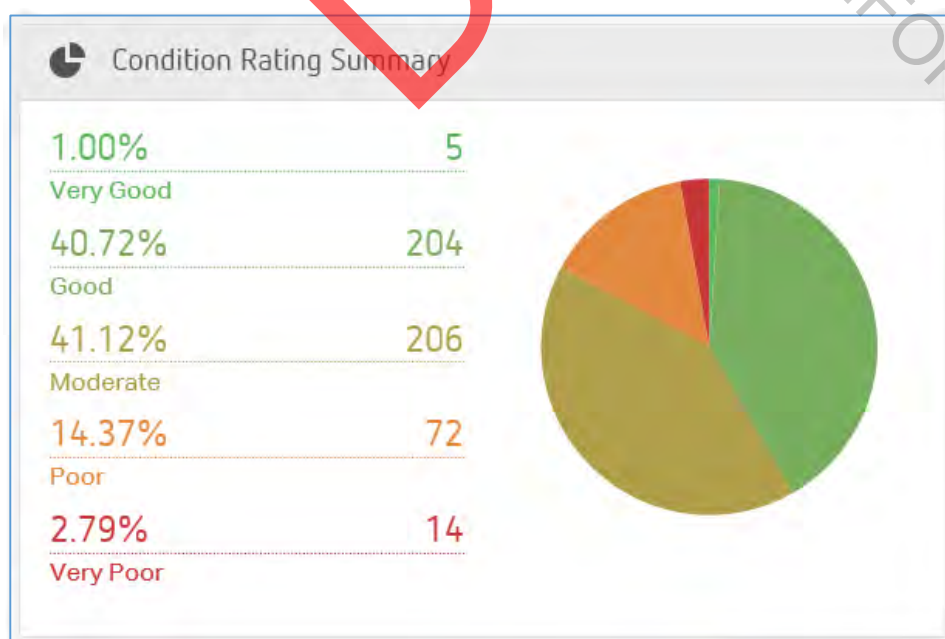 Condition Rating Summary
1.00% 5
Very Good
40.72% 204
Good
41.12% 206
Moderate
14.37% 72
Poor
2.79% 14
Very Poor